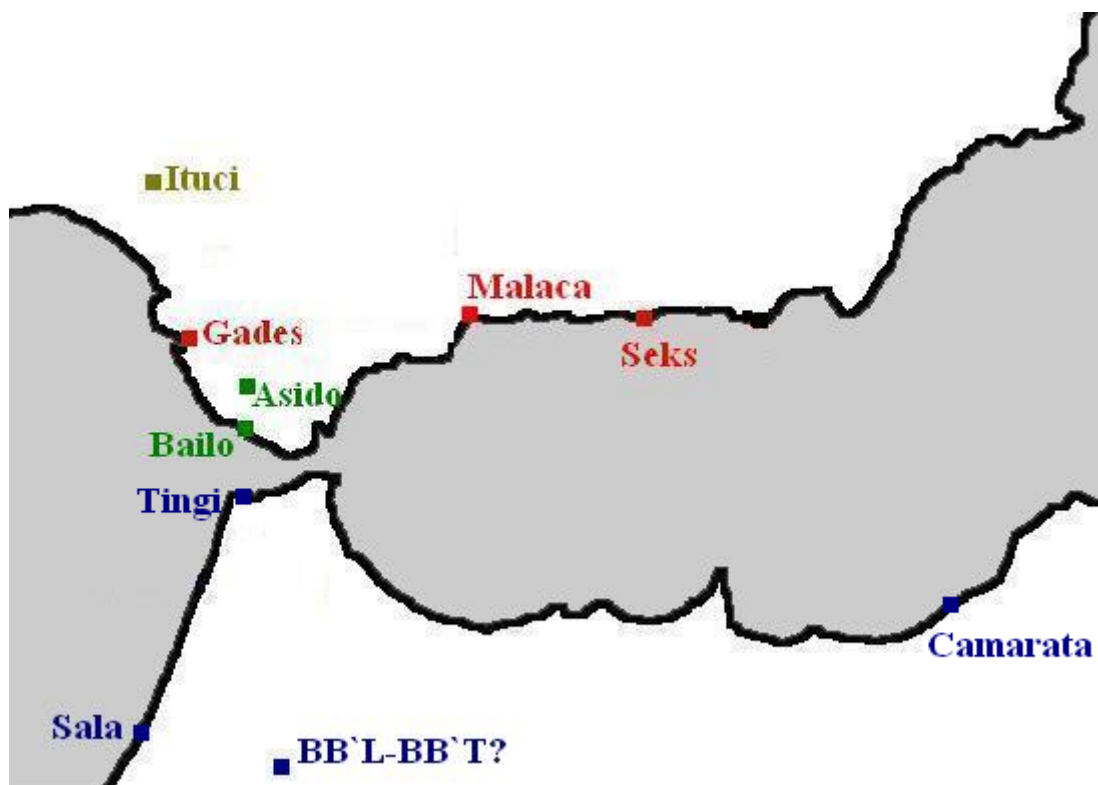 Ituci
Malaca
Gades
Seks
Asido
Bailo
Tingi
Camarata
Sala
BB`L-BB`T?